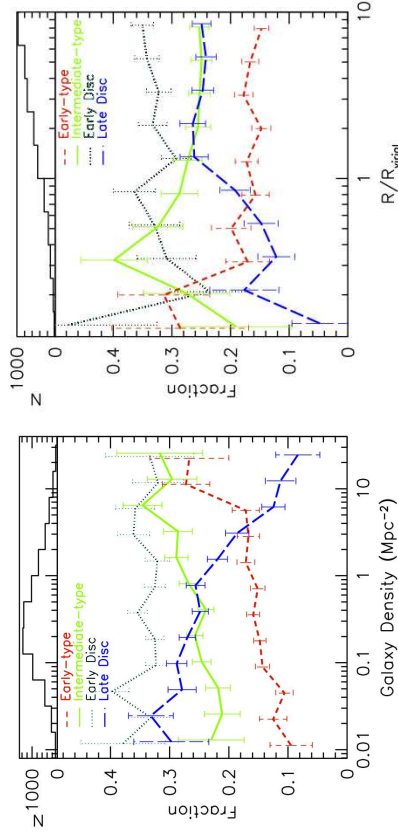 N
1000
0
Early-type
Intermediate-type
Early Disc
Late Disc
Fraction
0.4
0.3
0.2
0.1
0
1
10
R/R_virial
N
1000
0
Early-type
Intermediate-type
Early Disc
Late Disc
Fraction
0.4
0.3
0.2
0.1
0
0.01
0.1
1
10
Galaxy Density (Mpc⁻²)